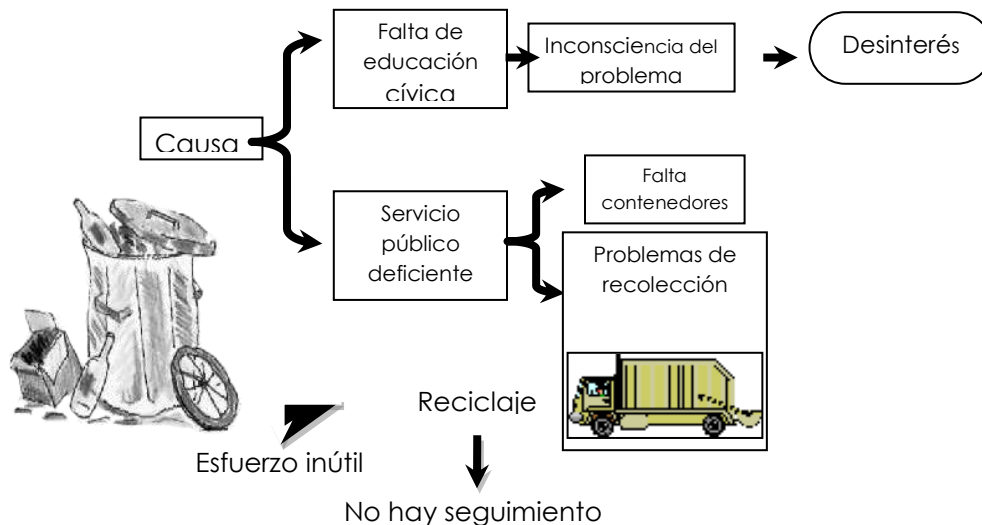 Falta de
educación
cívica
Inconsciencia del
problema
Desinterés
Causa
Falta
contenedores
Servicio
público
deficiente
Problemas de
recolección
Reciclaje
Esfuerzo inútil
No hay seguimiento